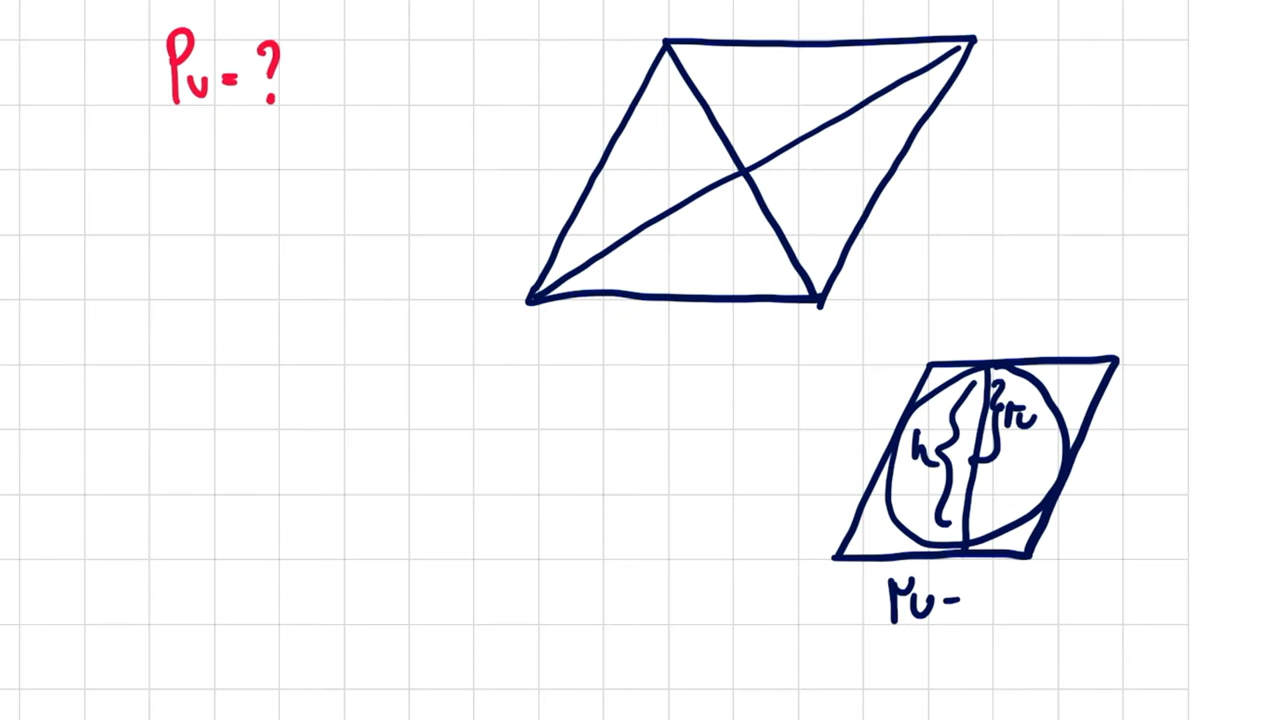 Pu = ?
h
ru
ru -